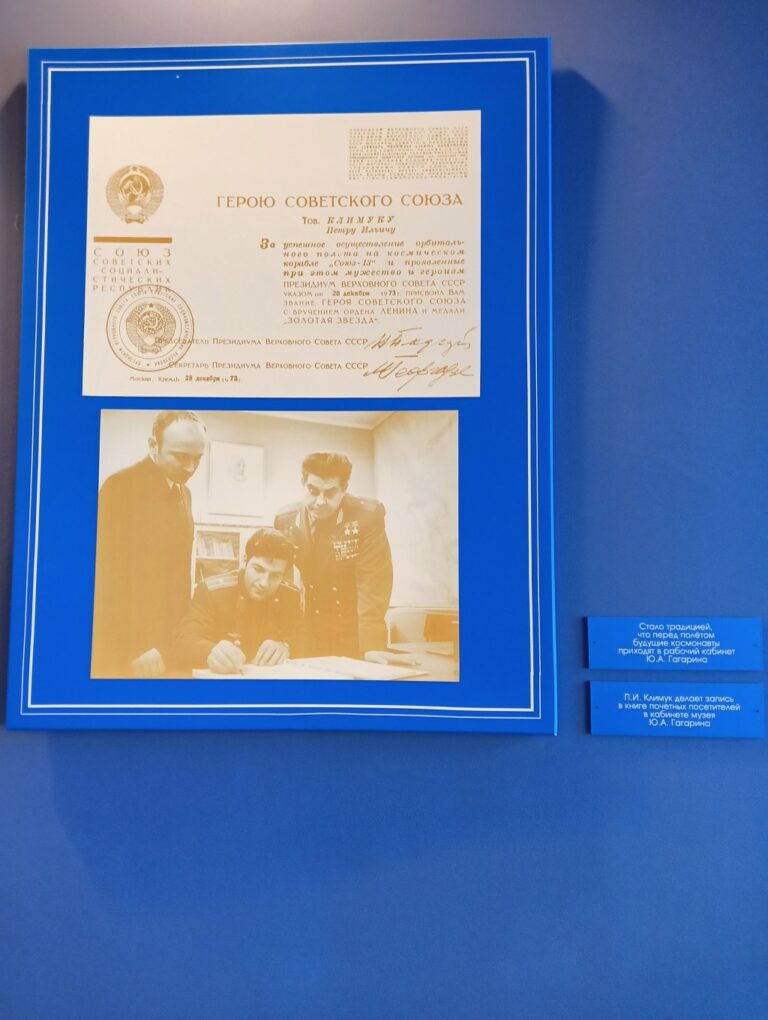 СОЮЗ
СОВЕТСКИХ
СОЦИАЛИ-
СТИЧЕСКИХ
РЕСПУБЛИК
ГЕРОЮ СОВЕТСКОГО СОЮЗА
Тов. КЛИМУКУ
Петру Ильичу
За успешное осуществление орбиталь-
ного полета на космическом
корабле „Союз-13" и проявленные
при этом мужество и героизм
ПРЕЗИДИУМ ВЕРХОВНОГО СОВЕТА СССР
УКАЗОМ от 28 декабря 1973г. ПРИСВОИЛ ВАМ
ЗВАНИЕ ГЕРОЯ СОВЕТСКОГО СОЮЗА
С ВРУЧЕНИЕМ ОРДЕНА ЛЕНИНА И МЕДАЛИ
„ЗОЛОТАЯ ЗВЕЗДА".
Председатель Президиума Верховного Совета СССР
Секретарь Президиума Верховного Совета СССР
Москва, Кремль 28 декабря 1973г.
Стало традицией,
что перед полётом
будущие космонавты
приходят в рабочий кабинет
Ю.А. Гагарина
П.И. Климук делает запись
в книге почетных посетителей
в кабинете музея
Ю.А. Гагарина